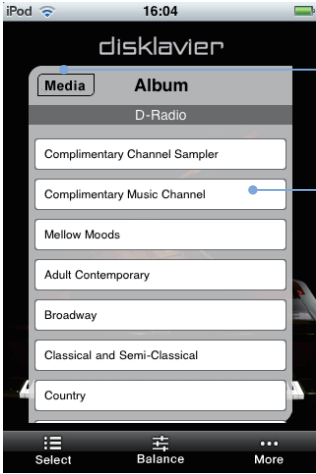 iPod 16:04
disklavier
Media Album
D-Radio
Complimentary Channel Sampler
Complimentary Music Channel
Mellow Moods
Adult Contemporary
Broadway
Classical and Semi-Classical
Country
Select Balance More